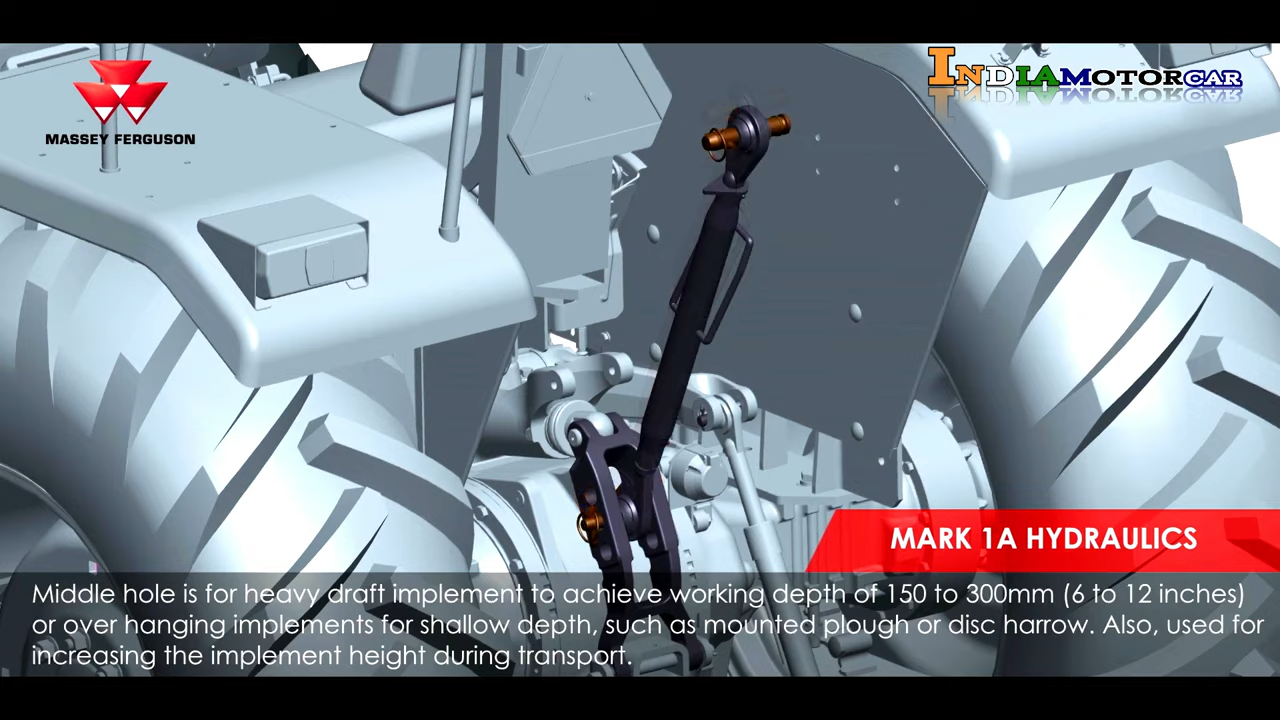 MASSEY FERGUSON
INDIAMOTORCAR
MARK 1A HYDRAULICS
Middle hole is for heavy draft implement to achieve working depth of 150 to 300mm (6 to 12 inches)
or over hanging implements for shallow depth, such as mounted plough or disc harrow. Also, used for
increasing the implement height during transport.